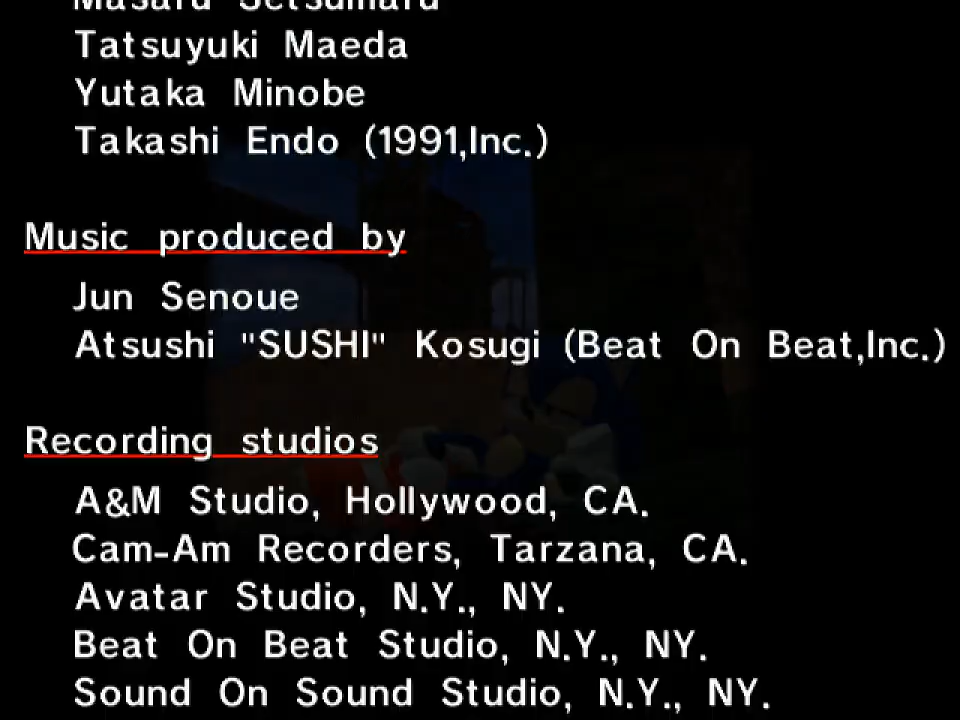 Masaru Setsumaru
Tatsuyuki Maeda
Yutaka Minobe
Takashi Endo (1991,Inc.)
Music produced by
Jun Senoue
Atsushi "SUSHI" Kosugi (Beat On Beat,Inc.)
Recording studios
A&M Studio, Hollywood, CA.
Cam-Am Recorders, Tarzana, CA.
Avatar Studio, N.Y., NY.
Beat On Beat Studio, N.Y., NY.
Sound On Sound Studio, N.Y., NY.